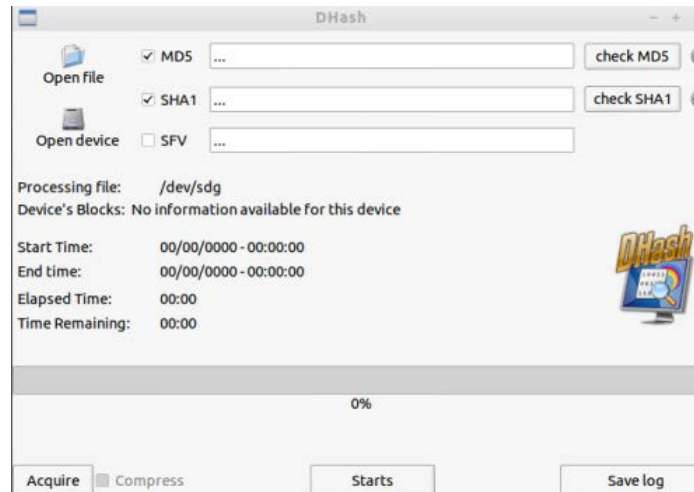 DHash
MD5 ... check MD5
Open file
SHA1 ... check SHA1
Open device SFV ...
Processing file: /dev/sdg
Device's Blocks: No information available for this device
Start Time: 00/00/0000 - 00:00:00
End time: 00/00/0000 - 00:00:00
Elapsed Time: 00:00
Time Remaining: 00:00
DHash
0%
Acquire Compress Starts Save log